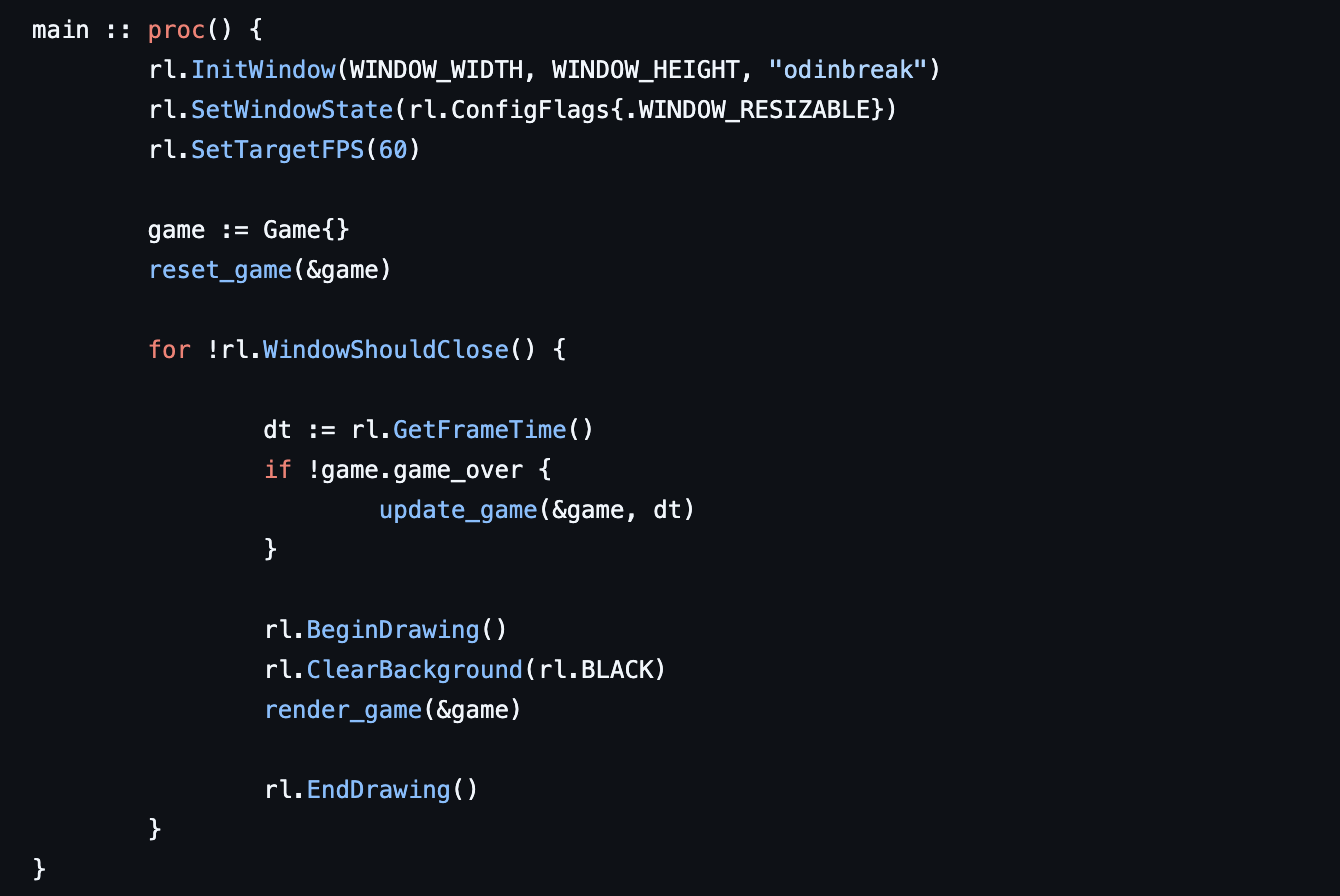 main :: proc() {
rl.InitWindow(WINDOW_WIDTH, WINDOW_HEIGHT, "odinbreak")
rl.SetWindowState(rl.ConfigFlags{.WINDOW_RESIZABLE})
rl.SetTargetFPS(60)
game := Game{}
reset_game(&game)
for !rl.WindowShouldClose() {
dt := rl.GetFrameTime()
if !game.game_over {
update_game(&game, dt)
}
rl.BeginDrawing()
rl.ClearBackground(rl.BLACK)
render_game(&game)
rl.EndDrawing()
}
}